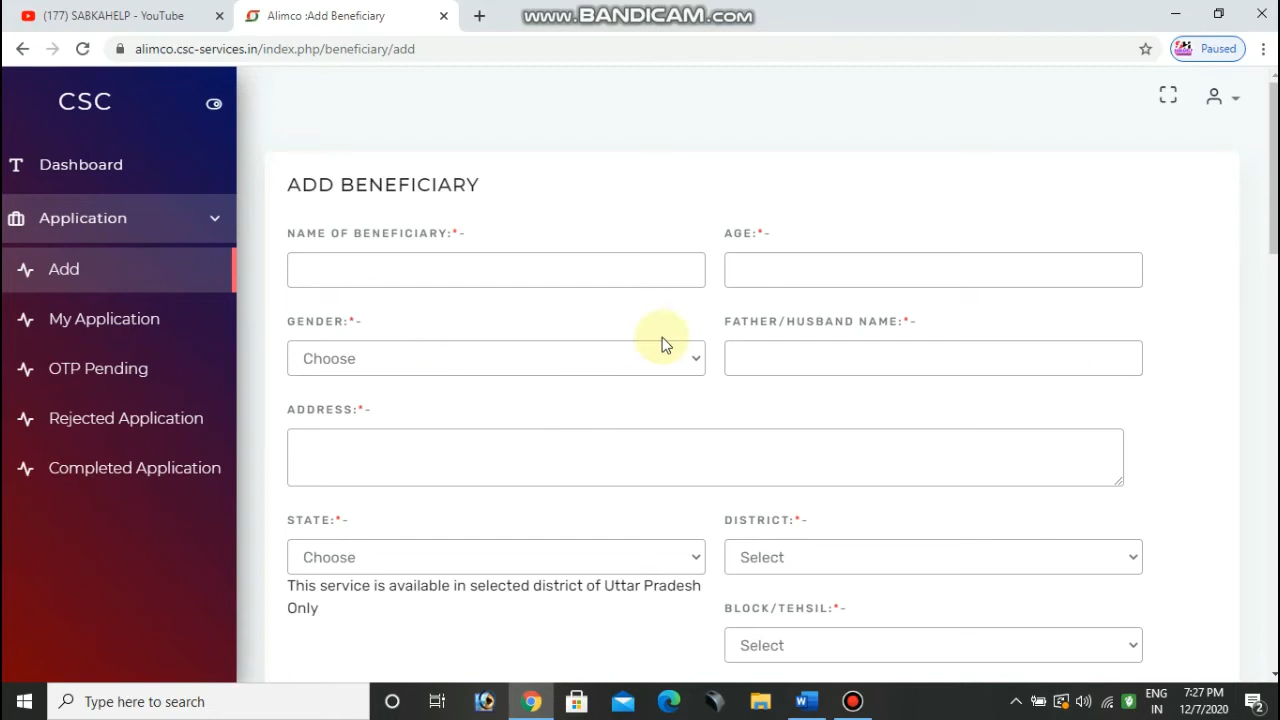 (177) SABKAHELP - YouTube
Alimco :Add Beneficiary
www.BANDICAM.com
alimco.csc-services.in/index.php/beneficiary/add
Paused
CSC
Dashboard
Application
Add
My Application
OTP Pending
Rejected Application
Completed Application
ADD BENEFICIARY
NAME OF BENEFICIARY:*-
AGE:*-
GENDER:*-
FATHER/HUSBAND NAME:*-
Choose
ADDRESS:*-
STATE:*-
DISTRICT:*-
Choose
Select
This service is available in selected district of Uttar Pradesh
Only
BLOCK/TEHSIL:*-
Select
Type here to search
ENG
IN
7:27 PM
12/7/2020
2